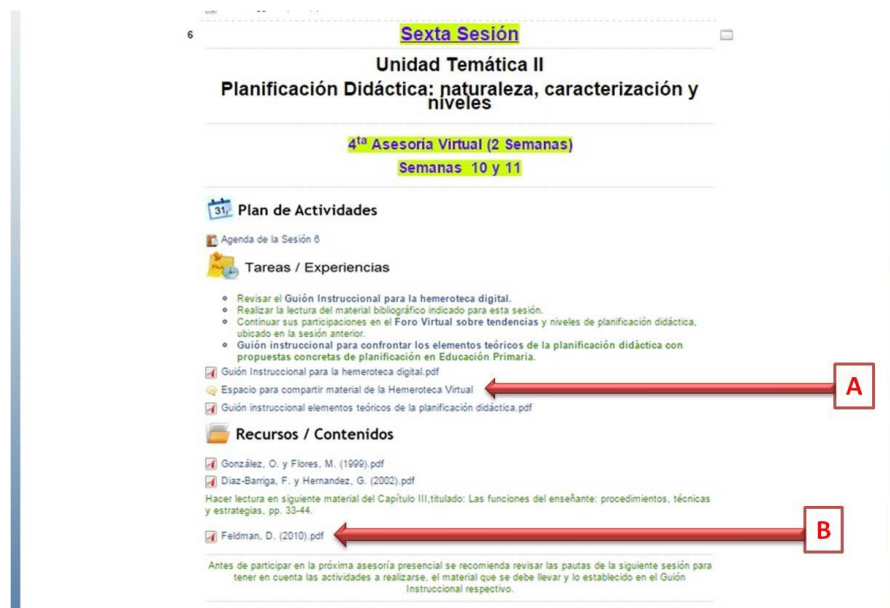 6
Sexta Sesión
Unidad Temática II
Planificación Didáctica: naturaleza, caracterización y
niveles
4ta Asesoría Virtual (2 Semanas)
Semanas 10 y 11
31
Plan de Actividades
Agenda de la Sesión 6
Tareas / Experiencias
Revisar el Guión Instruccional para la hemeroteca digital.
Realizar la lectura del material bibliográfico indicado para esta sesión.
Continuar sus participaciones en el Foro Virtual sobre tendencias y niveles de planificación didáctica,
ubicado en la sesión anterior.
Guión instruccional para confrontar los elementos teóricos de la planificación didáctica con
propuestas concretas de planificación en Educación Primaria.
Guión Instruccional para la hemeroteca digital.pdf
Espacio para compartir material de la Hemeroteca Virtual
A
Guión instruccional elementos teóricos de la planificación didáctica.pdf
Recursos / Contenidos
González, O. y Flores, M. (1999).pdf
Diaz-Barriga, F. y Hernandez, G. (2002).pdf
Hacer lectura en siguiente material del Capítulo III,titulado: Las funciones del enseñante: procedimientos, técnicas
y estrategias, pp. 33-44.
Feldman, D. (2010).pdf
B
Antes de participar en la próxima asesoría presencial se recomienda revisar las pautas de la siguiente sesión para
tener en cuenta las actividades a realizarse, el material que se debe llevar y lo establecido en el Guión
Instruccional respectivo.